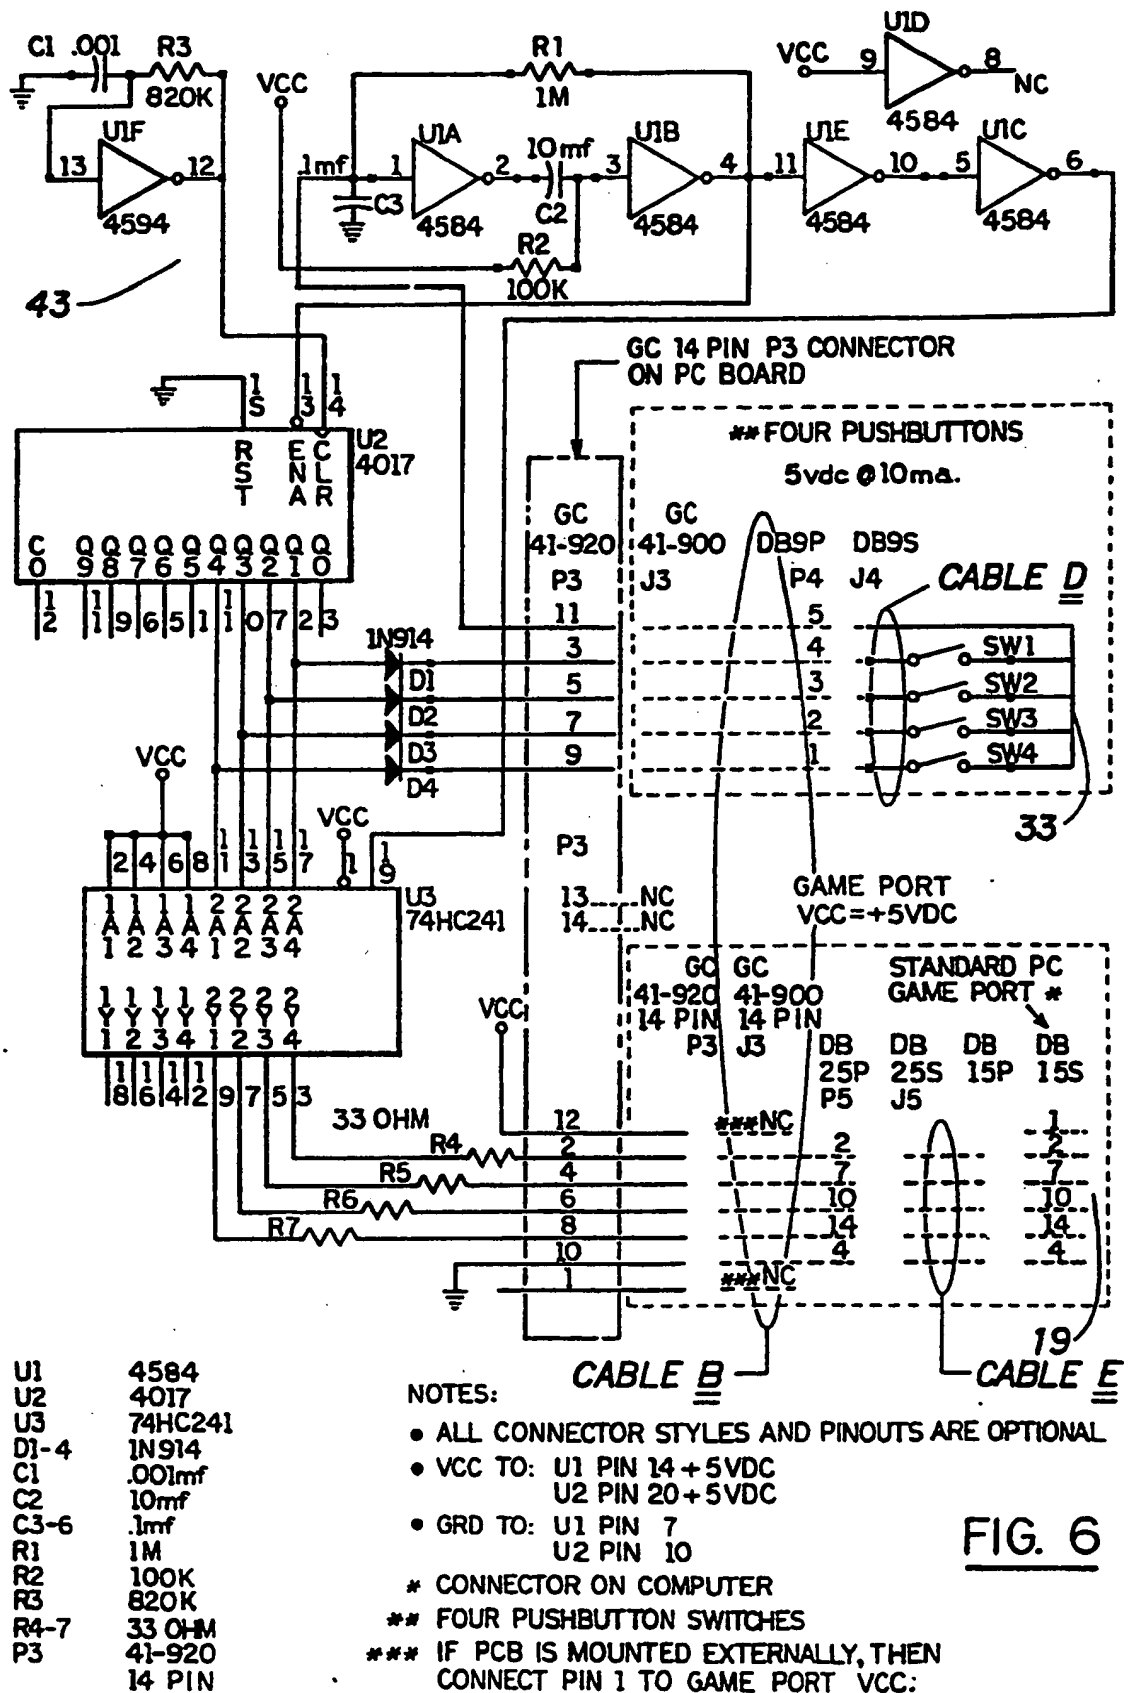 C1 .001 R3
820K
U1F
13 12
4594
43
VCC
R1
1M
.1mf
1
U1A
2
4584
C3
10mf
C2
R2
100K
U1B
3 4
4584
U1D
VCC 9 8
NC
4584
U1E
11 10
4584
U1C
5 6
4584
GC 14 PIN P3 CONNECTOR
ON PC BOARD
1S 13 14
RST ENA CLR
U2
4017
CO Q9 Q8 Q7 Q6 Q5 Q4 Q3 Q2 Q1 Q0
12 11 9 6 5 1 11 0 7 2 3
** FOUR PUSHBUTTONS
5vdc @ 10ma.
GC
41-920
P3
GC
41-900
J3
DB9P
P4
DB9S
J4
CABLE D
11 5
3 4 SW1
5 3 SW2
7 2 SW3
9 1 SW4
33
1N914
D1
D2
D3
D4
VCC
VCC
2 4 6 8 11 13 15 17 1 19
1A1 1A2 1A3 1A4 2A1 2A2 2A3 2A4
U3
74HC241
1Y1 1Y2 1Y3 1Y4 2Y1 2Y2 2Y3 2Y4
18 16 14 12 9 7 5 3
P3
13 NC
14 NC
GAME PORT
VCC=+5VDC
GC
41-920
14 PIN
P3
GC
41-900
14 PIN
J3
STANDARD PC
GAME PORT *
DB
25P
P5
DB
25S
J5
DB
15P
DB
15S
VCC
33 OHM
12 ***NC 1
R4 2 2 2
R5 4 7 7
R6 6 10 10
R7 8 14 14
10 4 4
1 ***NC
19
CABLE B
CABLE E
U1 4584
U2 4017
U3 74HC241
D1-4 1N914
C1 .001mf
C2 10mf
C3-6 .1mf
R1 1M
R2 100K
R3 820K
R4-7 33 OHM
P3 41-920
14 PIN
NOTES:
• ALL CONNECTOR STYLES AND PINOUTS ARE OPTIONAL
• VCC TO: U1 PIN 14 +5VDC
U2 PIN 20 +5VDC
• GRD TO: U1 PIN 7
U2 PIN 10
* CONNECTOR ON COMPUTER
** FOUR PUSHBUTTON SWITCHES
*** IF PCB IS MOUNTED EXTERNALLY, THEN
CONNECT PIN 1 TO GAME PORT VCC:
FIG. 6